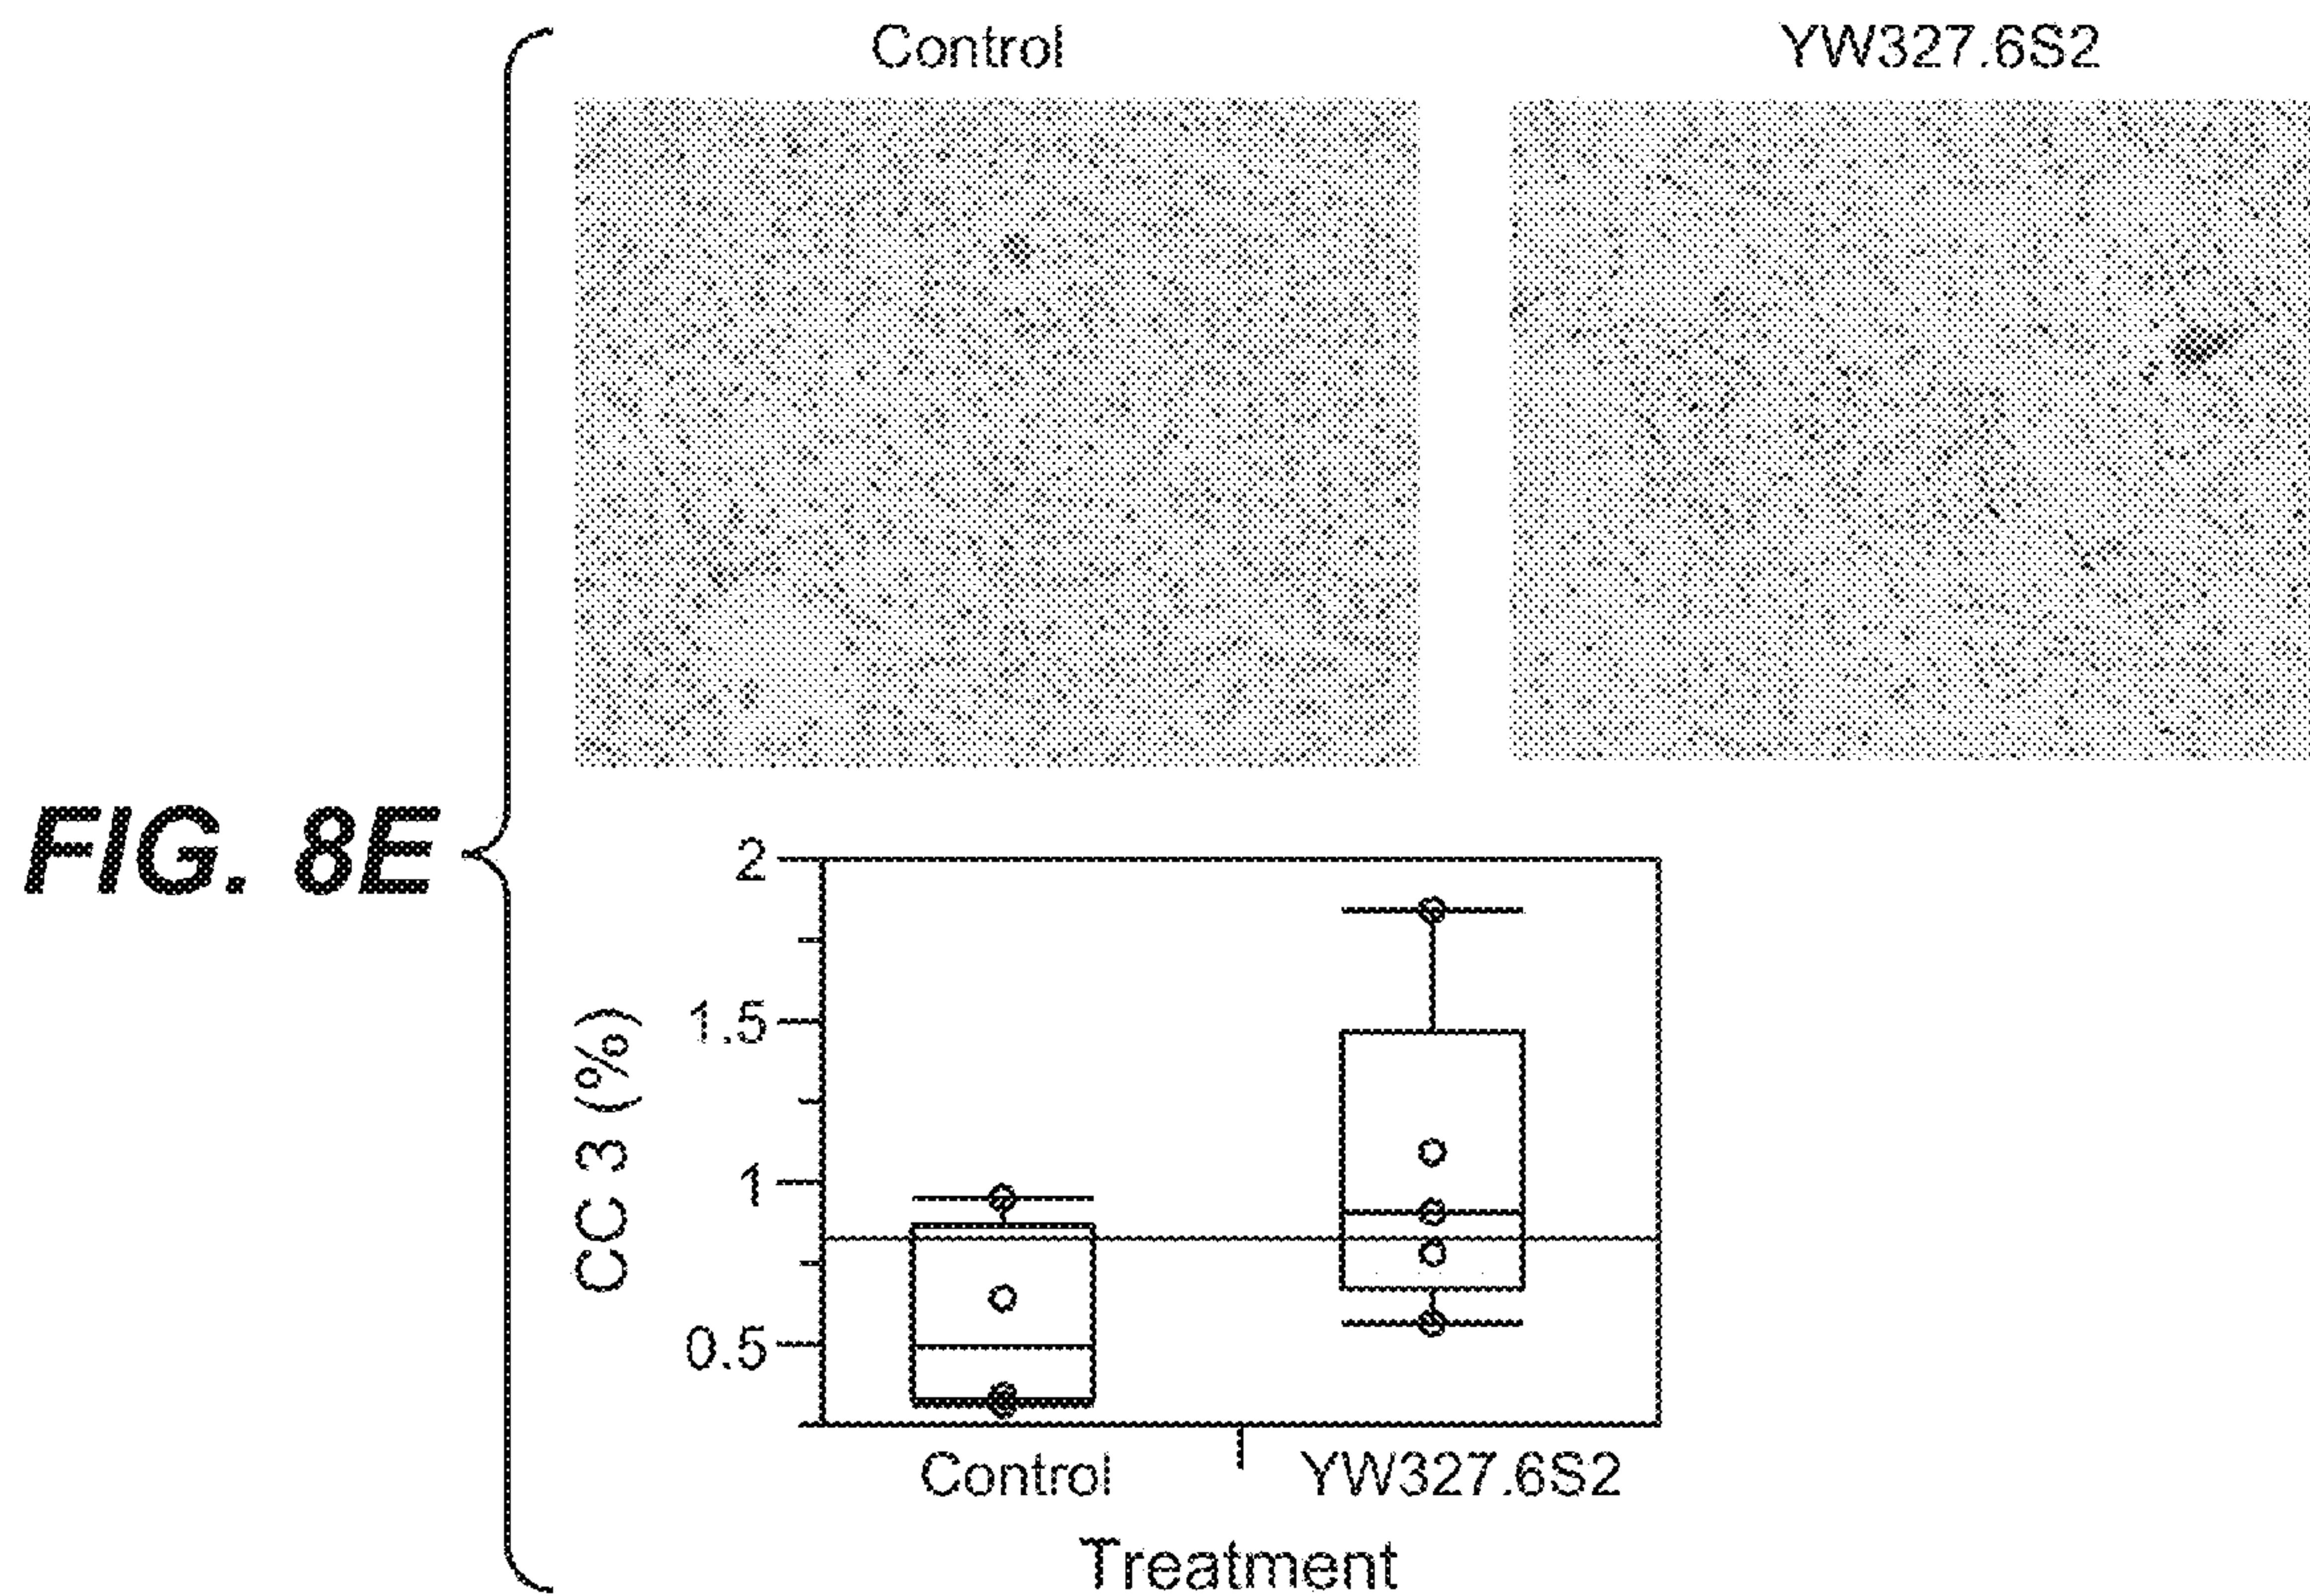 Control
YW327.6S2
FIG. 8E
2
1.5
1
0.5
CC 3 (%)
Control
YW327.6S2
Treatment